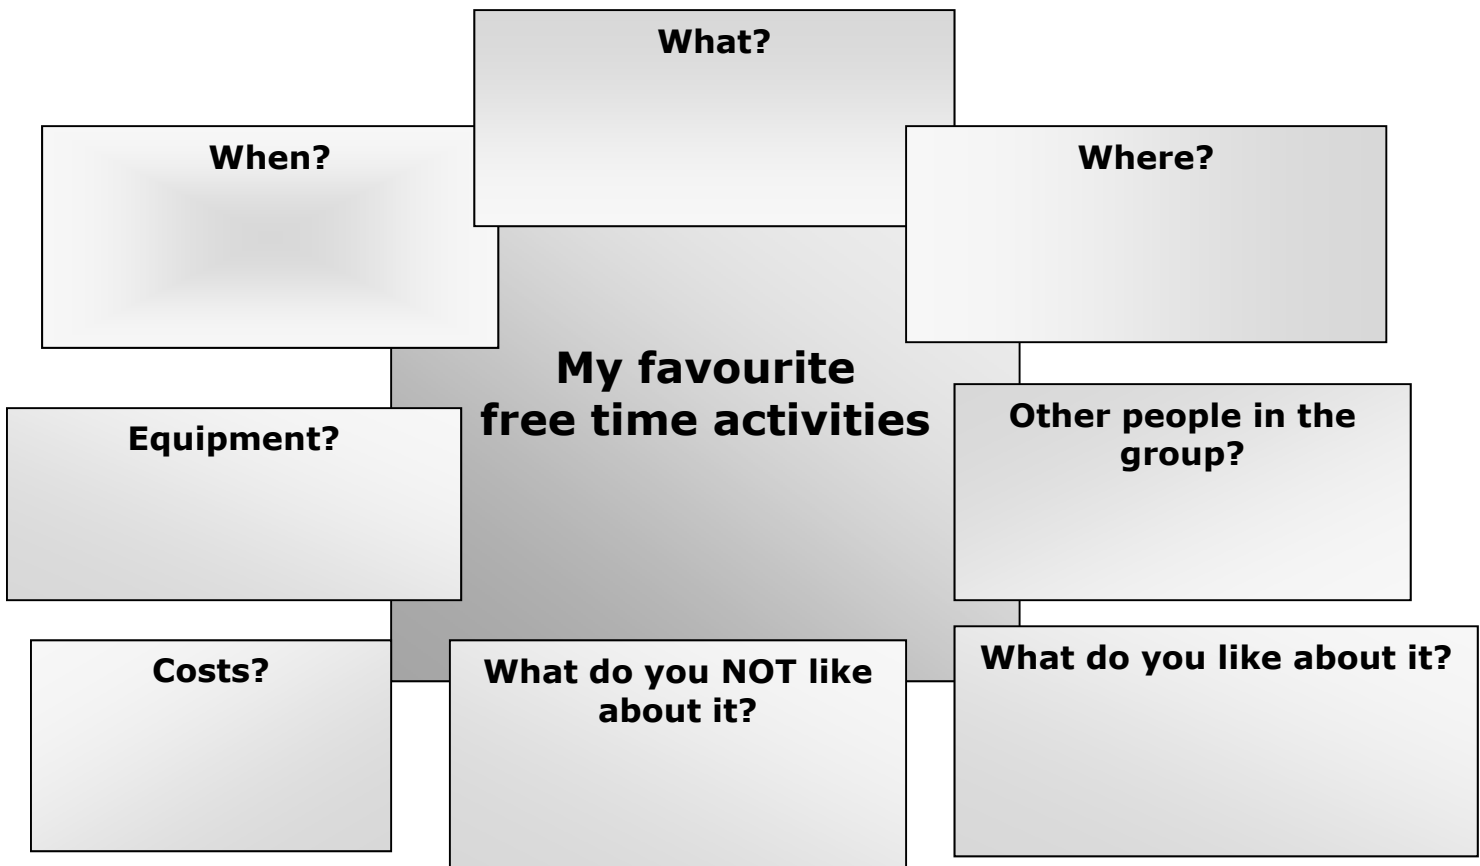 What?
When?
Where?
My favourite
free time activities
Equipment?
Other people in the
group?
Costs?
What do you NOT like
about it?
What do you like about it?